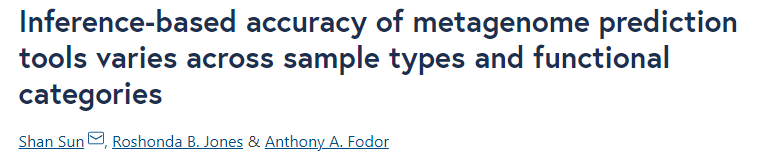 Inference-based accuracy of metagenome prediction
tools varies across sample types and functional
categories
Shan Sun, Roshonda B. Jones & Anthony A. Fodor